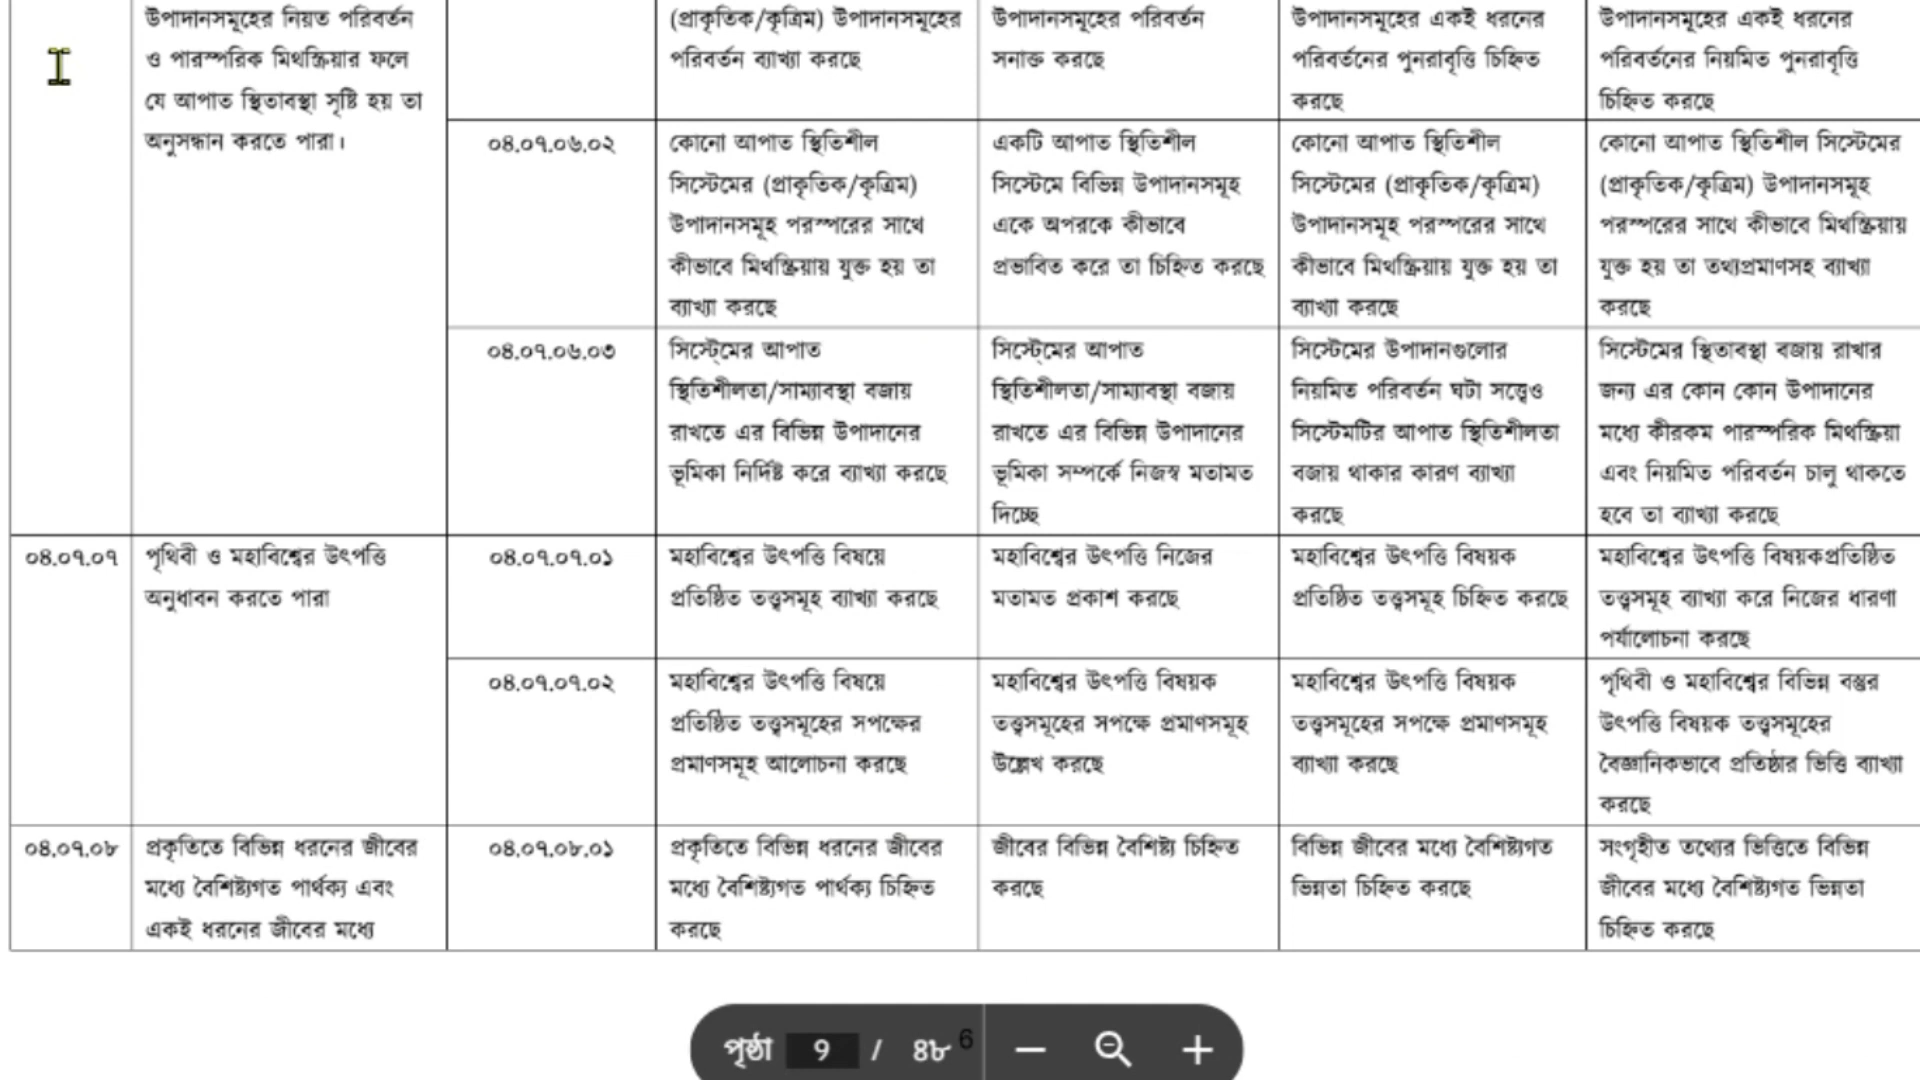 উপাদানসমূহের নিয়ত পরিবর্তন
ও পারস্পরিক মিথস্ক্রিয়ার ফলে
যে আপাত স্থিতাবস্থা সৃষ্টি হয় তা
অনুসন্ধান করতে পারা।
(প্রাকৃতিক/কৃত্রিম) উপাদানসমূহের
পরিবর্তন ব্যাখ্যা করছে
উপাদানসমূহের পরিবর্তন
সনাক্ত করছে
উপাদানসমূহের একই ধরনের
পরিবর্তনের পুনরাবৃত্তি চিহ্নিত
করছে
উপাদানসমূহের একই ধরনের
পরিবর্তনের নিয়মিত পুনরাবৃত্তি
চিহ্নিত করছে
০৪.০৭.০৬.০২
কোনো আপাত স্থিতিশীল
সিস্টেমের (প্রাকৃতিক/কৃত্রিম)
উপাদানসমূহ পরস্পরের সাথে
কীভাবে মিথস্ক্রিয়ায় যুক্ত হয় তা
ব্যাখ্যা করছে
একটি আপাত স্থিতিশীল
সিস্টেমে বিভিন্ন উপাদানসমূহ
একে অপরকে কীভাবে
প্রভাবিত করে তা চিহ্নিত করছে
কোনো আপাত স্থিতিশীল
সিস্টেমের (প্রাকৃতিক/কৃত্রিম)
উপাদানসমূহ পরস্পরের সাথে
কীভাবে মিথস্ক্রিয়ায় যুক্ত হয় তা
ব্যাখ্যা করছে
কোনো আপাত স্থিতিশীল সিস্টেমের
(প্রাকৃতিক/কৃত্রিম) উপাদানসমূহ
পরস্পরের সাথে কীভাবে মিথস্ক্রিয়ায়
যুক্ত হয় তা তথ্যপ্রমাণসহ ব্যাখ্যা
করছে
০৪.০৭.০৬.০৩
সিস্টেমের আপাত
স্থিতিশীলতা/সাম্যাবস্থা বজায়
রাখতে এর বিভিন্ন উপাদানের
ভূমিকা নির্দিষ্ট করে ব্যাখ্যা করছে
সিস্টেমের আপাত
স্থিতিশীলতা/সাম্যাবস্থা বজায়
রাখতে এর বিভিন্ন উপাদানের
ভূমিকা সম্পর্কে নিজস্ব মতামত
দিচ্ছে
সিস্টেমের উপাদানগুলোর
নিয়মিত পরিবর্তন ঘটা সত্ত্বেও
সিস্টেমটির আপাত স্থিতিশীলতা
বজায় থাকার কারণ ব্যাখ্যা
করছে
সিস্টেমের স্থিতাবস্থা বজায় রাখার
জন্য এর কোন কোন উপাদানের
মধ্যে কীরকম পারস্পরিক মিথস্ক্রিয়া
এবং নিয়মিত পরিবর্তন চালু থাকতে
হবে তা ব্যাখ্যা করছে
০৪.০৭.০৭
পৃথিবী ও মহাবিশ্বের উৎপত্তি
অনুধাবন করতে পারা
০৪.০৭.০৭.০১
মহাবিশ্বের উৎপত্তি বিষয়ে
প্রতিষ্ঠিত তত্ত্বসমূহ ব্যাখ্যা করছে
মহাবিশ্বের উৎপত্তি নিজের
মতামত প্রকাশ করছে
মহাবিশ্বের উৎপত্তি বিষয়ক
প্রতিষ্ঠিত তত্ত্বসমূহ চিহ্নিত করছে
মহাবিশ্বের উৎপত্তি বিষয়কপ্রতিষ্ঠিত
তত্ত্বসমূহ ব্যাখ্যা করে নিজের ধারণা
পর্যালোচনা করছে
০৪.০৭.০৭.০২
মহাবিশ্বের উৎপত্তি বিষয়ে
প্রতিষ্ঠিত তত্ত্বসমূহের সপক্ষের
প্রমাণসমূহ আলোচনা করছে
মহাবিশ্বের উৎপত্তি বিষয়ক
তত্ত্বসমূহের সপক্ষে প্রমাণসমূহ
উল্লেখ করছে
মহাবিশ্বের উৎপত্তি বিষয়ক
তত্ত্বসমূহের সপক্ষে প্রমাণসমূহ
ব্যাখ্যা করছে
পৃথিবী ও মহাবিশ্বের বিভিন্ন বস্তুর
উৎপত্তি বিষয়ক তত্ত্বসমূহের
বৈজ্ঞানিকভাবে প্রতিষ্ঠার ভিত্তি ব্যাখ্যা
করছে
০৪.০৭.০৮
প্রকৃতিতে বিভিন্ন ধরনের জীবের
মধ্যে বৈশিষ্ট্যগত পার্থক্য এবং
একই ধরনের জীবের মধ্যে
০৪.০৭.০৮.০১
প্রকৃতিতে বিভিন্ন ধরনের জীবের
মধ্যে বৈশিষ্ট্যগত পার্থক্য চিহ্নিত
করছে
জীবের বিভিন্ন বৈশিষ্ট্য চিহ্নিত
করছে
বিভিন্ন জীবের মধ্যে বৈশিষ্ট্যগত
ভিন্নতা চিহ্নিত করছে
সংগৃহীত তথ্যের ভিত্তিতে বিভিন্ন
জীবের মধ্যে বৈশিষ্ট্যগত ভিন্নতা
চিহ্নিত করছে
পৃষ্ঠা 9 / ৪৮ 6